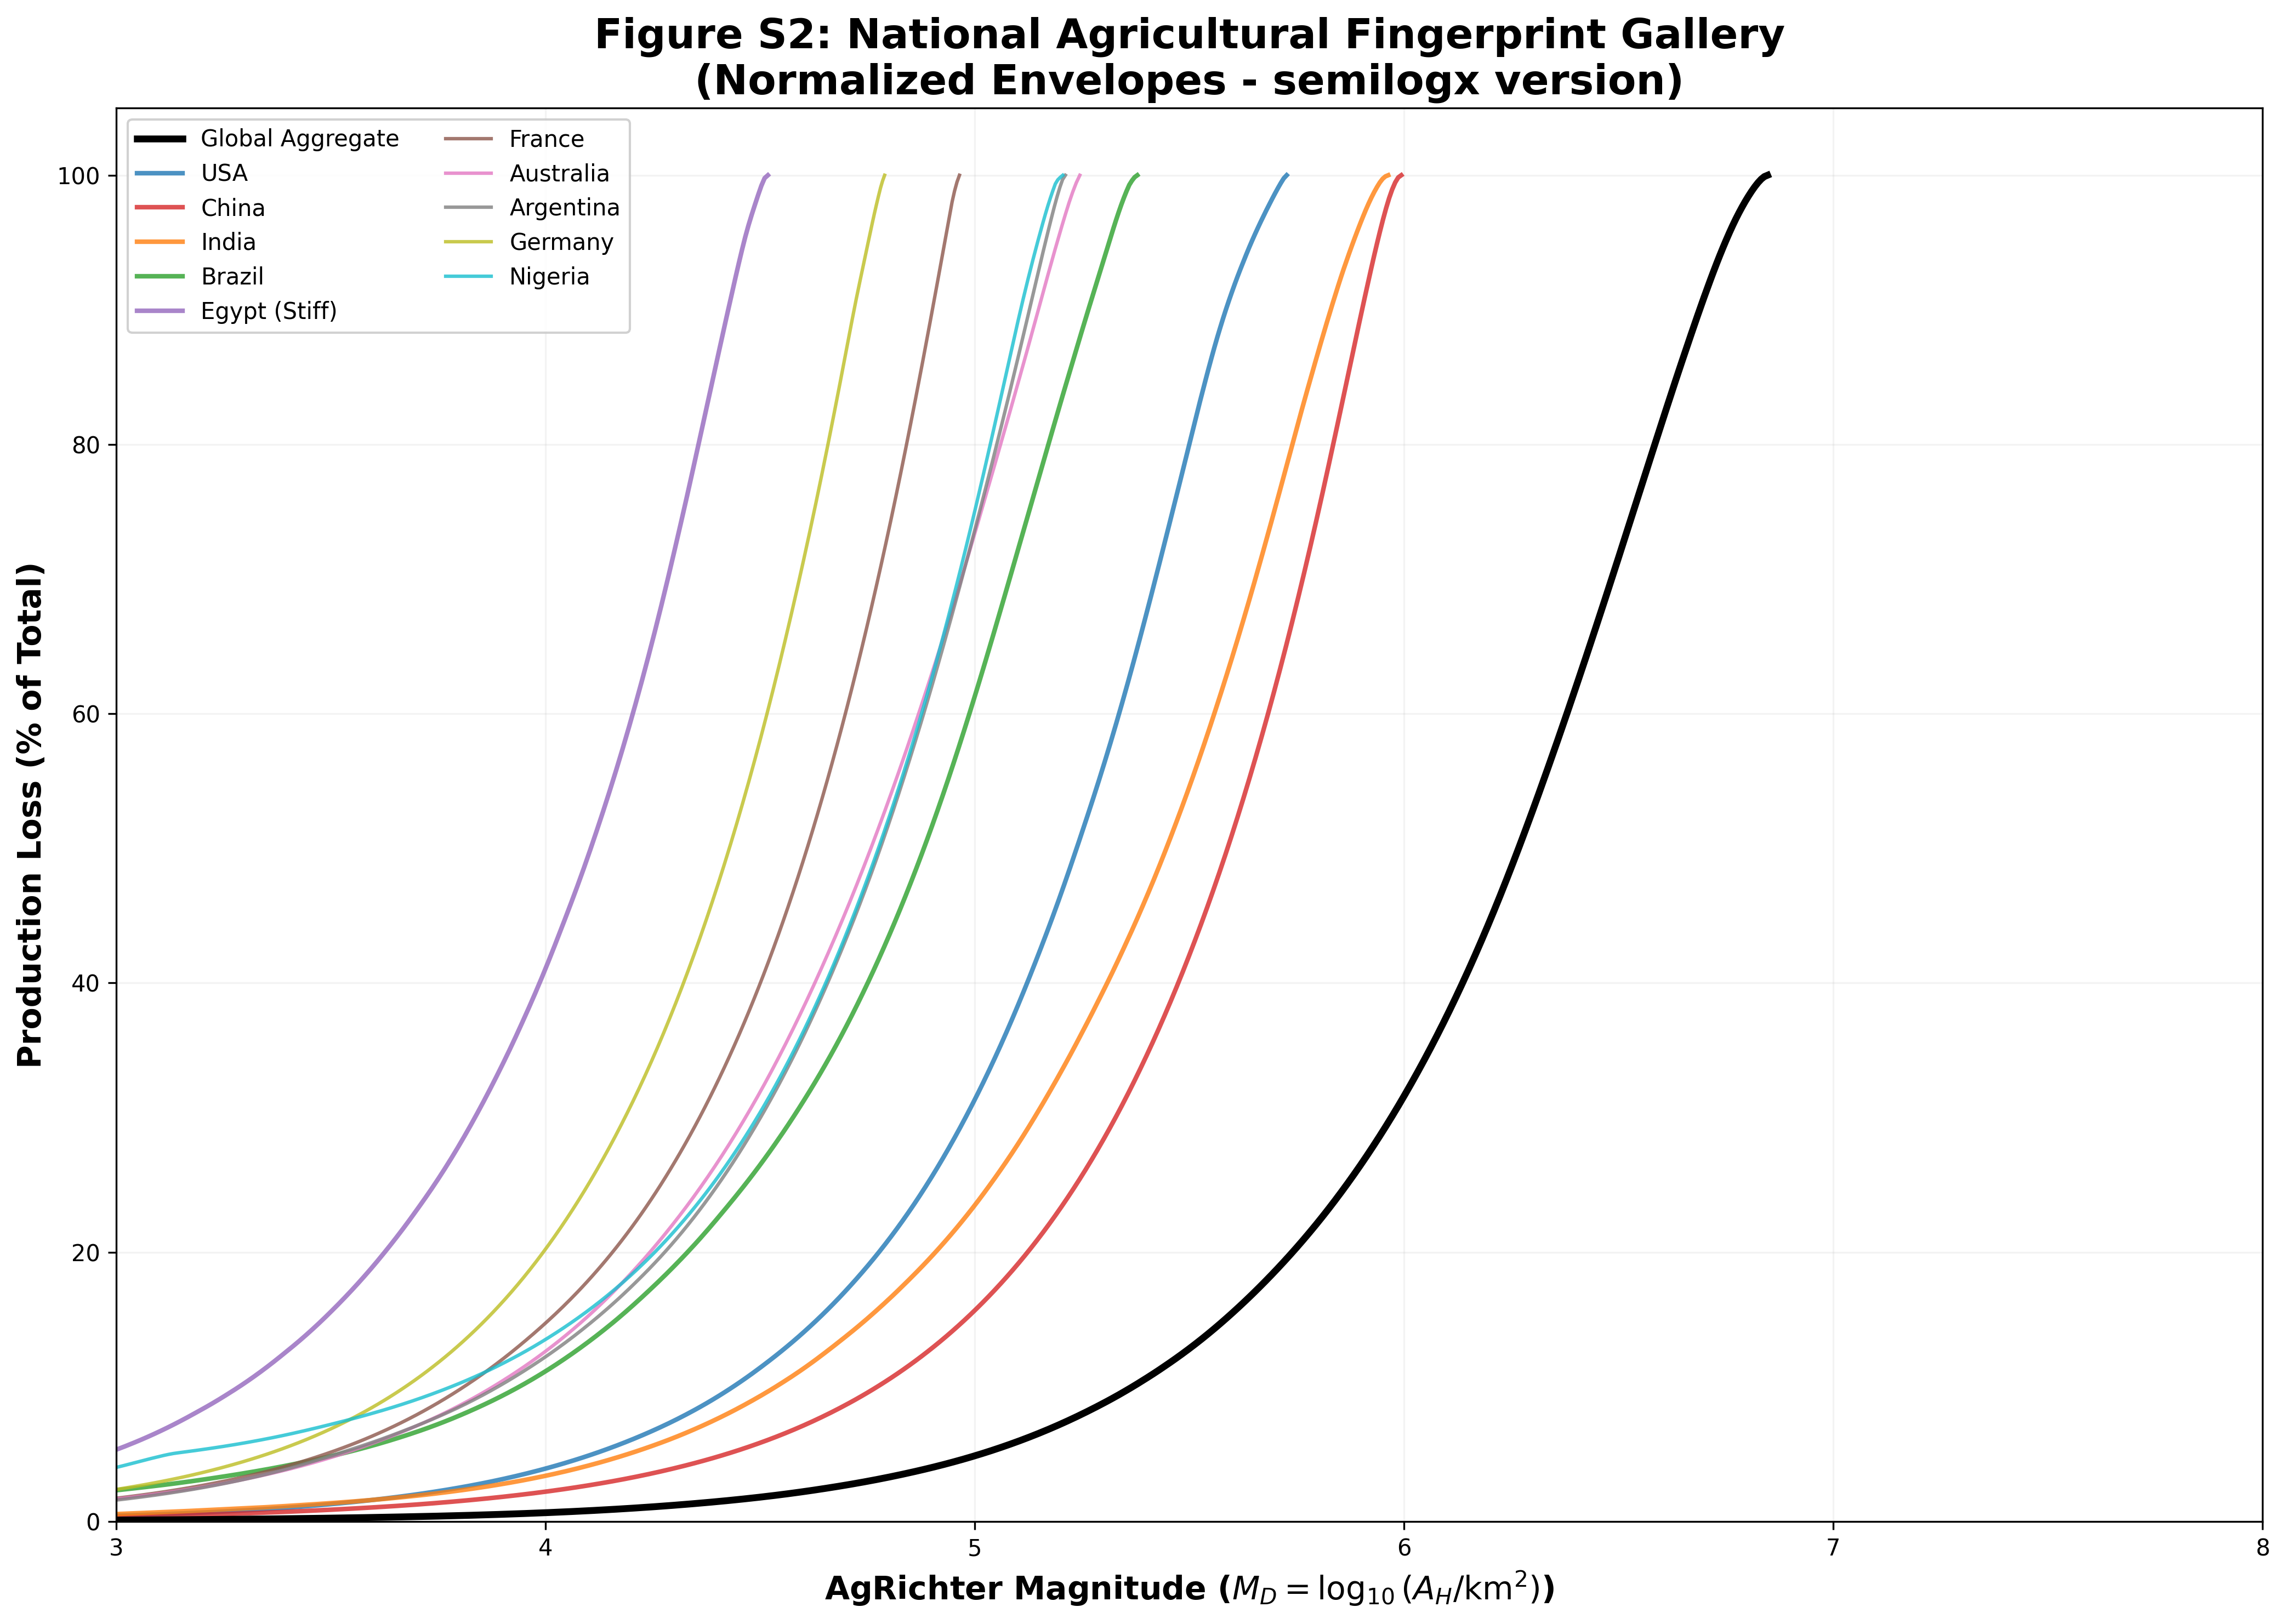 Figure S2: National Agricultural Fingerprint Gallery
(Normalized Envelopes - semilogx version)
Global Aggregate
USA
China
India
Brazil
Egypt (Stiff)
France
Australia
Argentina
Germany
Nigeria
Production Loss (% of Total)
100
80
60
40
20
0
3 4 5 6 7 8
AgRichter Magnitude (M_D = log₁₀ (A_H/km²))